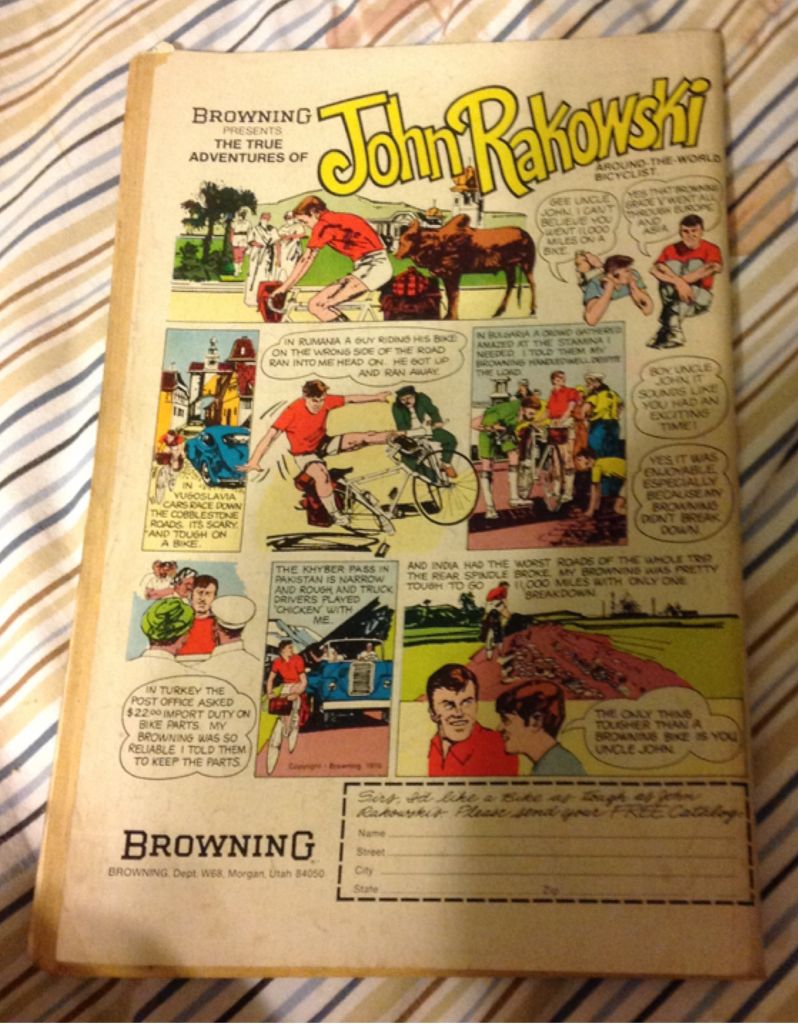 BROWNING
PRESENTS
THE TRUE
ADVENTURES OF
John Rakowski
AROUND-THE-WORLD
BICYCLIST.
GEE UNCLE
JOHN, I CAN'T
BELIEVE YOU
WENT 11,000
MILES ON A
BIKE.
YES, THAT BROWNING
GRADE V WENT ALL
THROUGH EUROPE
AND
ASIA.
IN
YUGOSLAVIA
CARS RACE DOWN
THE COBBLESTONE
ROADS. IT'S SCARY
AND TOUGH ON
A BIKE.
IN RUMANIA A GUY RIDING HIS BIKE
ON THE WRONG SIDE OF THE ROAD
RAN INTO ME HEAD ON. HE GOT UP
AND RAN AWAY.
IN BULGARIA A CROWD GATHERED
AMAZED AT THE STAMINA I
NEEDED. I TOLD THEM MY
BROWNING HANDLED WELL, DESPITE
THE LOAD.
BOY UNCLE
JOHN, IT
SOUNDS LIKE
YOU HAD AN
EXCITING
TIME!
YES, IT WAS
ENJOYABLE,
ESPECIALLY
BECAUSE MY
BROWNING
DIDN'T BREAK
DOWN.
IN TURKEY THE
POST OFFICE ASKED
$22.00 IMPORT DUTY ON
BIKE PARTS. MY
BROWNING WAS SO
RELIABLE I TOLD THEM
TO KEEP THE PARTS.
THE KHYBER PASS IN
PAKISTAN IS NARROW
AND ROUGH, AND TRUCK
DRIVERS PLAYED
"CHICKEN" WITH
ME.
Copyright - Browning 1975
AND INDIA HAD THE WORST ROADS OF THE WHOLE TRIP.
THE REAR SPINDLE BROKE. MY BROWNING WAS PRETTY
TOUGH TO GO 11,000 MILES WITH ONLY ONE
BREAKDOWN.
THE ONLY THING
TOUGHER THAN A
BROWNING BIKE IS YOU
UNCLE JOHN.
Sirs, I'd like a Bike as tough as John
Rakowski's. Please send your FREE Catalog.
Name
Street
City
State Zip
BROWNING
BROWNING, Dept. W68, Morgan, Utah 84050